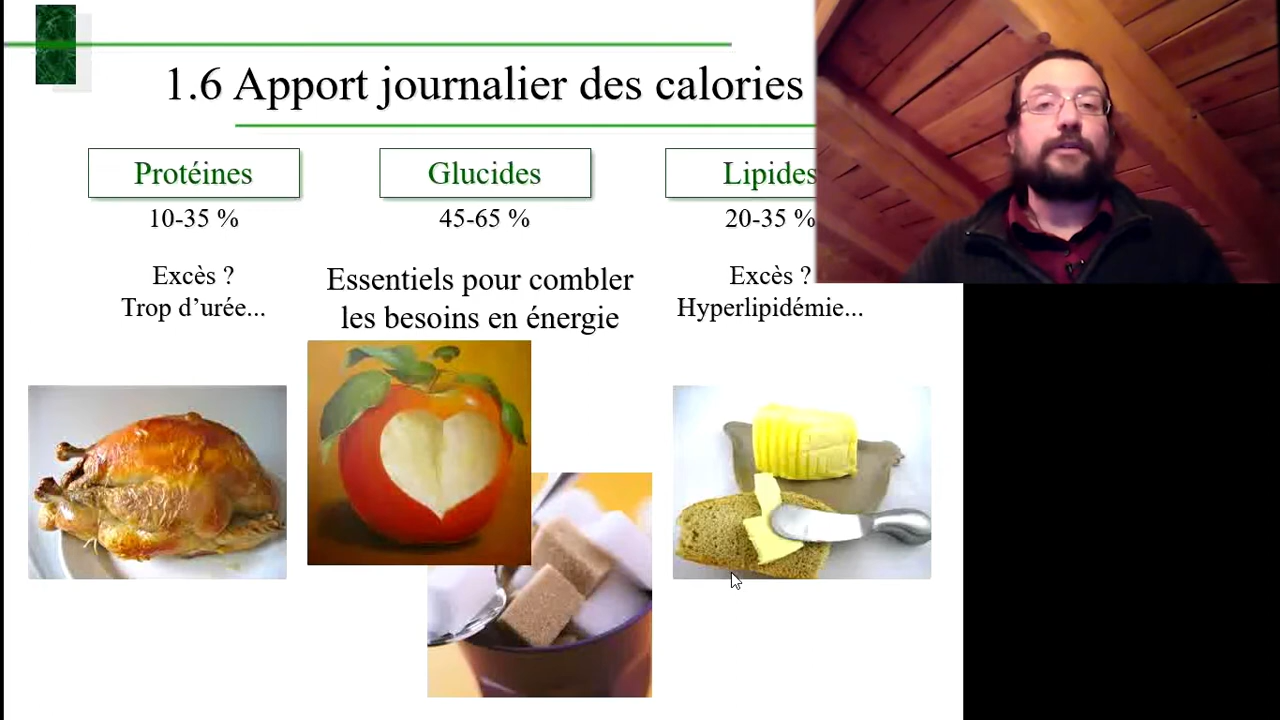 1.6 Apport journalier des calories
Protéines
Glucides
Lipides
10-35 %
45-65 %
20-35 %
Excès ?
Trop d’urée...
Essentiels pour combler
les besoins en énergie
Excès ?
Hyperlipidémie...